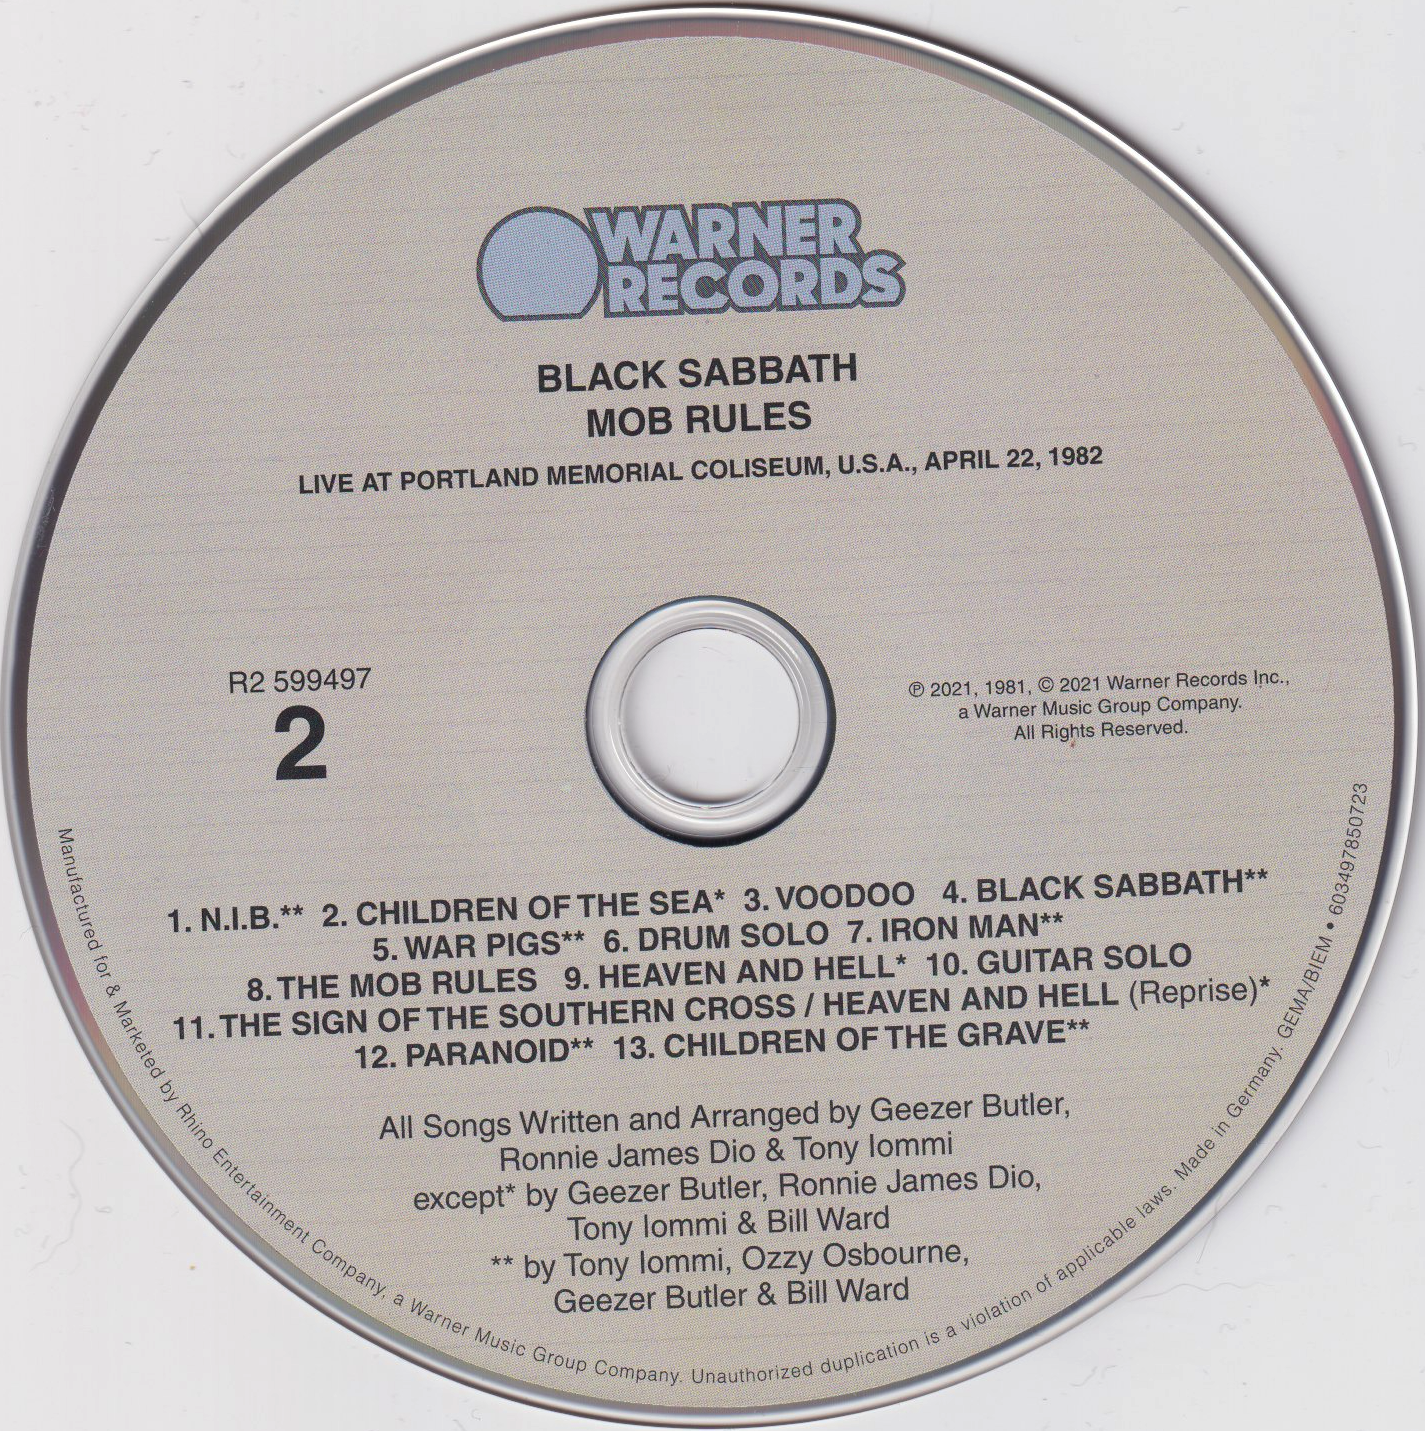 WARNER
RECORDS
BLACK SABBATH
MOB RULES
LIVE AT PORTLAND MEMORIAL COLISEUM, U.S.A., APRIL 22, 1982
R2 599497
2
℗ 2021, 1981, © 2021 Warner Records Inc.,
a Warner Music Group Company.
All Rights Reserved.
1. N.I.B.** 2. CHILDREN OF THE SEA* 3. VOODOO 4. BLACK SABBATH**
5. WAR PIGS** 6. DRUM SOLO 7. IRON MAN**
8. THE MOB RULES 9. HEAVEN AND HELL* 10. GUITAR SOLO
11. THE SIGN OF THE SOUTHERN CROSS / HEAVEN AND HELL (Reprise)*
12. PARANOID** 13. CHILDREN OF THE GRAVE**
All Songs Written and Arranged by Geezer Butler,
Ronnie James Dio & Tony Iommi
except* by Geezer Butler, Ronnie James Dio,
Tony Iommi & Bill Ward
** by Tony Iommi, Ozzy Osbourne,
Geezer Butler & Bill Ward
Manufactured for & Marketed by Rhino Entertainment Company, a Warner Music Group Company. Unauthorized duplication is a violation of applicable laws. Made in Germany. GEMA/BIEM • 603497850723